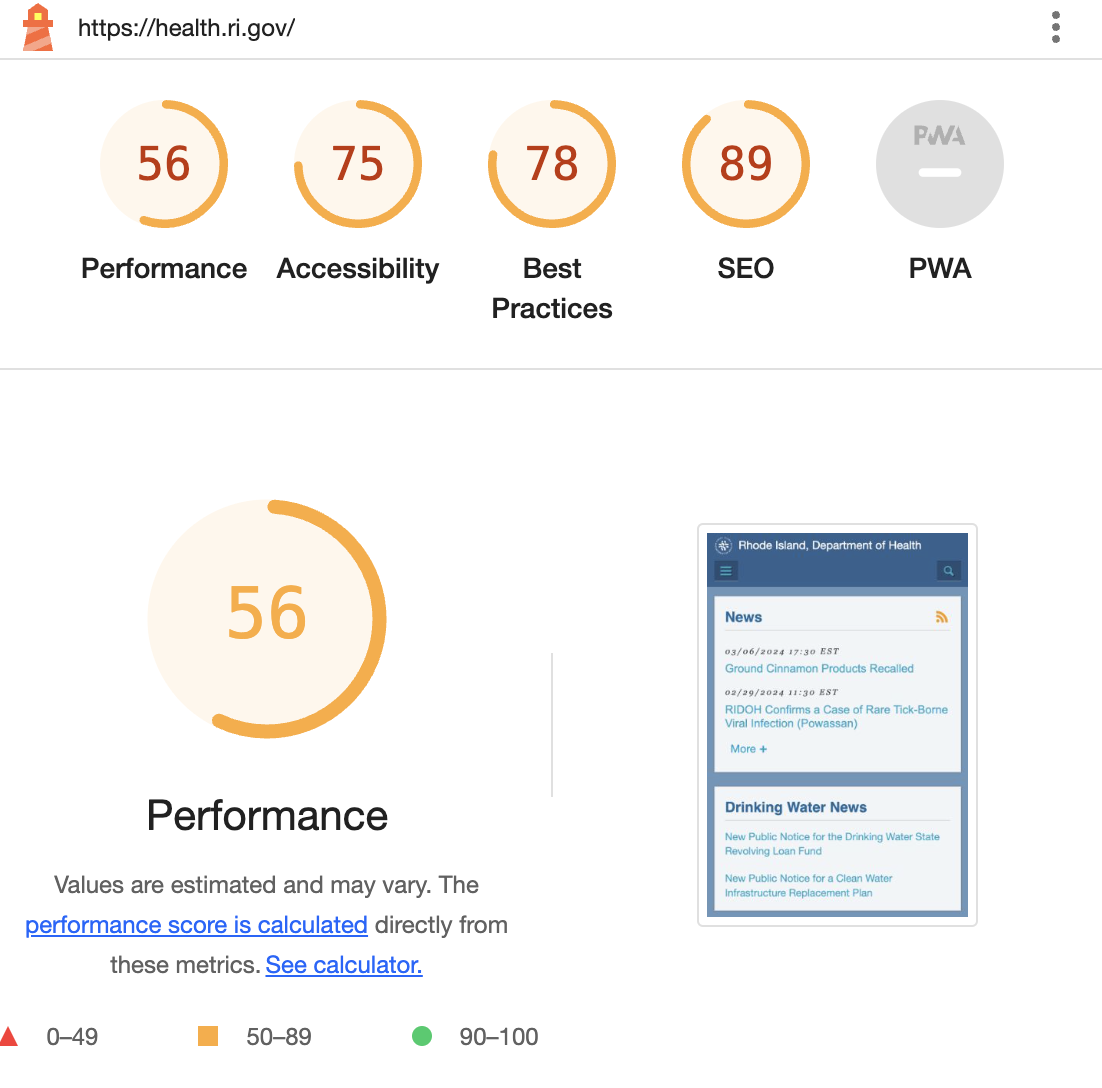 https://health.ri.gov/
56
75
78
89
PWA
Performance
Accessibility
Best
Practices
SEO
PWA
56
Performance
Values are estimated and may vary. The
performance score is calculated directly from
these metrics. See calculator.
0–49
50–89
90–100
Rhode Island, Department of Health
News
03/06/2024 17:30 EST
Ground Cinnamon Products Recalled
02/29/2024 11:30 EST
RIDOH Confirms a Case of Rare Tick-Borne
Viral Infection (Powassan)
More +
Drinking Water News
New Public Notice for the Drinking Water State
Revolving Loan Fund
New Public Notice for a Clean Water
Infrastructure Replacement Plan